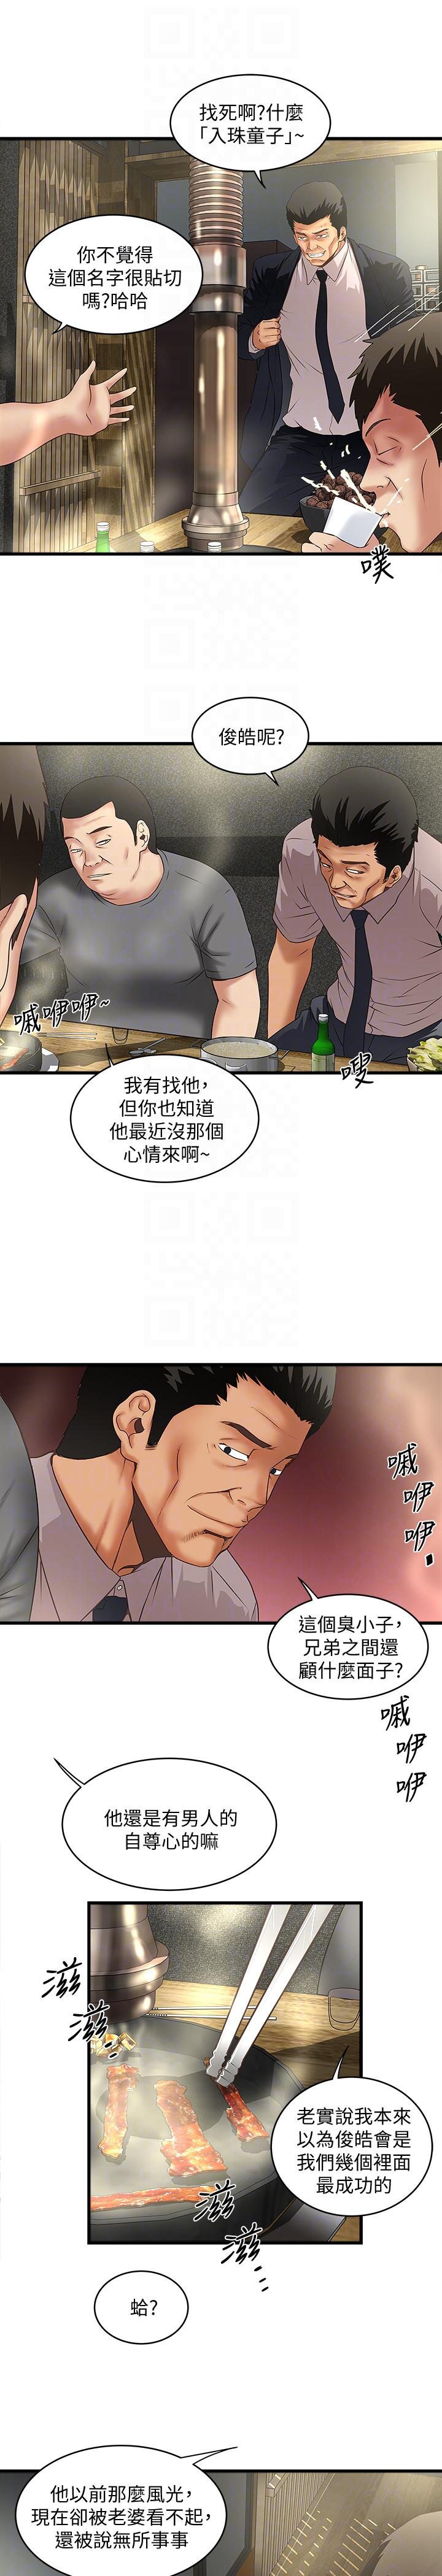 找死啊?什麼
「入珠童子」~
你不覺得
這個名字很貼切
嗎?哈哈
噗
俊皓呢?
嘁咿咿~
我有找他,
但你也知道
他最近沒那個
心情來啊~
嗖
嘁
咿
咿
這個臭小子,
兄弟之間還
顧什麼面子?
嘁
咿
咿
他還是有男人的
自尊心的嘛
滋
滋
老實說我本來
以為俊皓會是
我們幾個裡面
最成功的
滋
滋
蛤?
他以前那麼風光,
現在卻被老婆看不起,
還被說無所事事